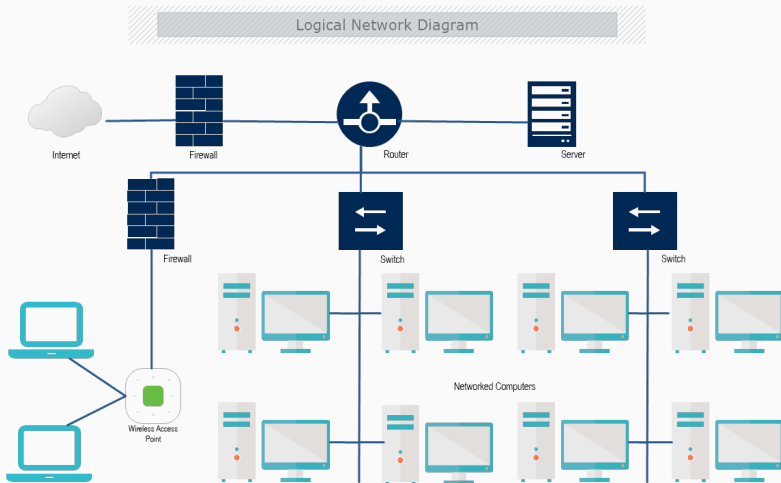 Logical Network Diagram
Internet
Firewall
Router
Server
Firewall
Switch
Switch
Networked Computers
Wireless Access
Point